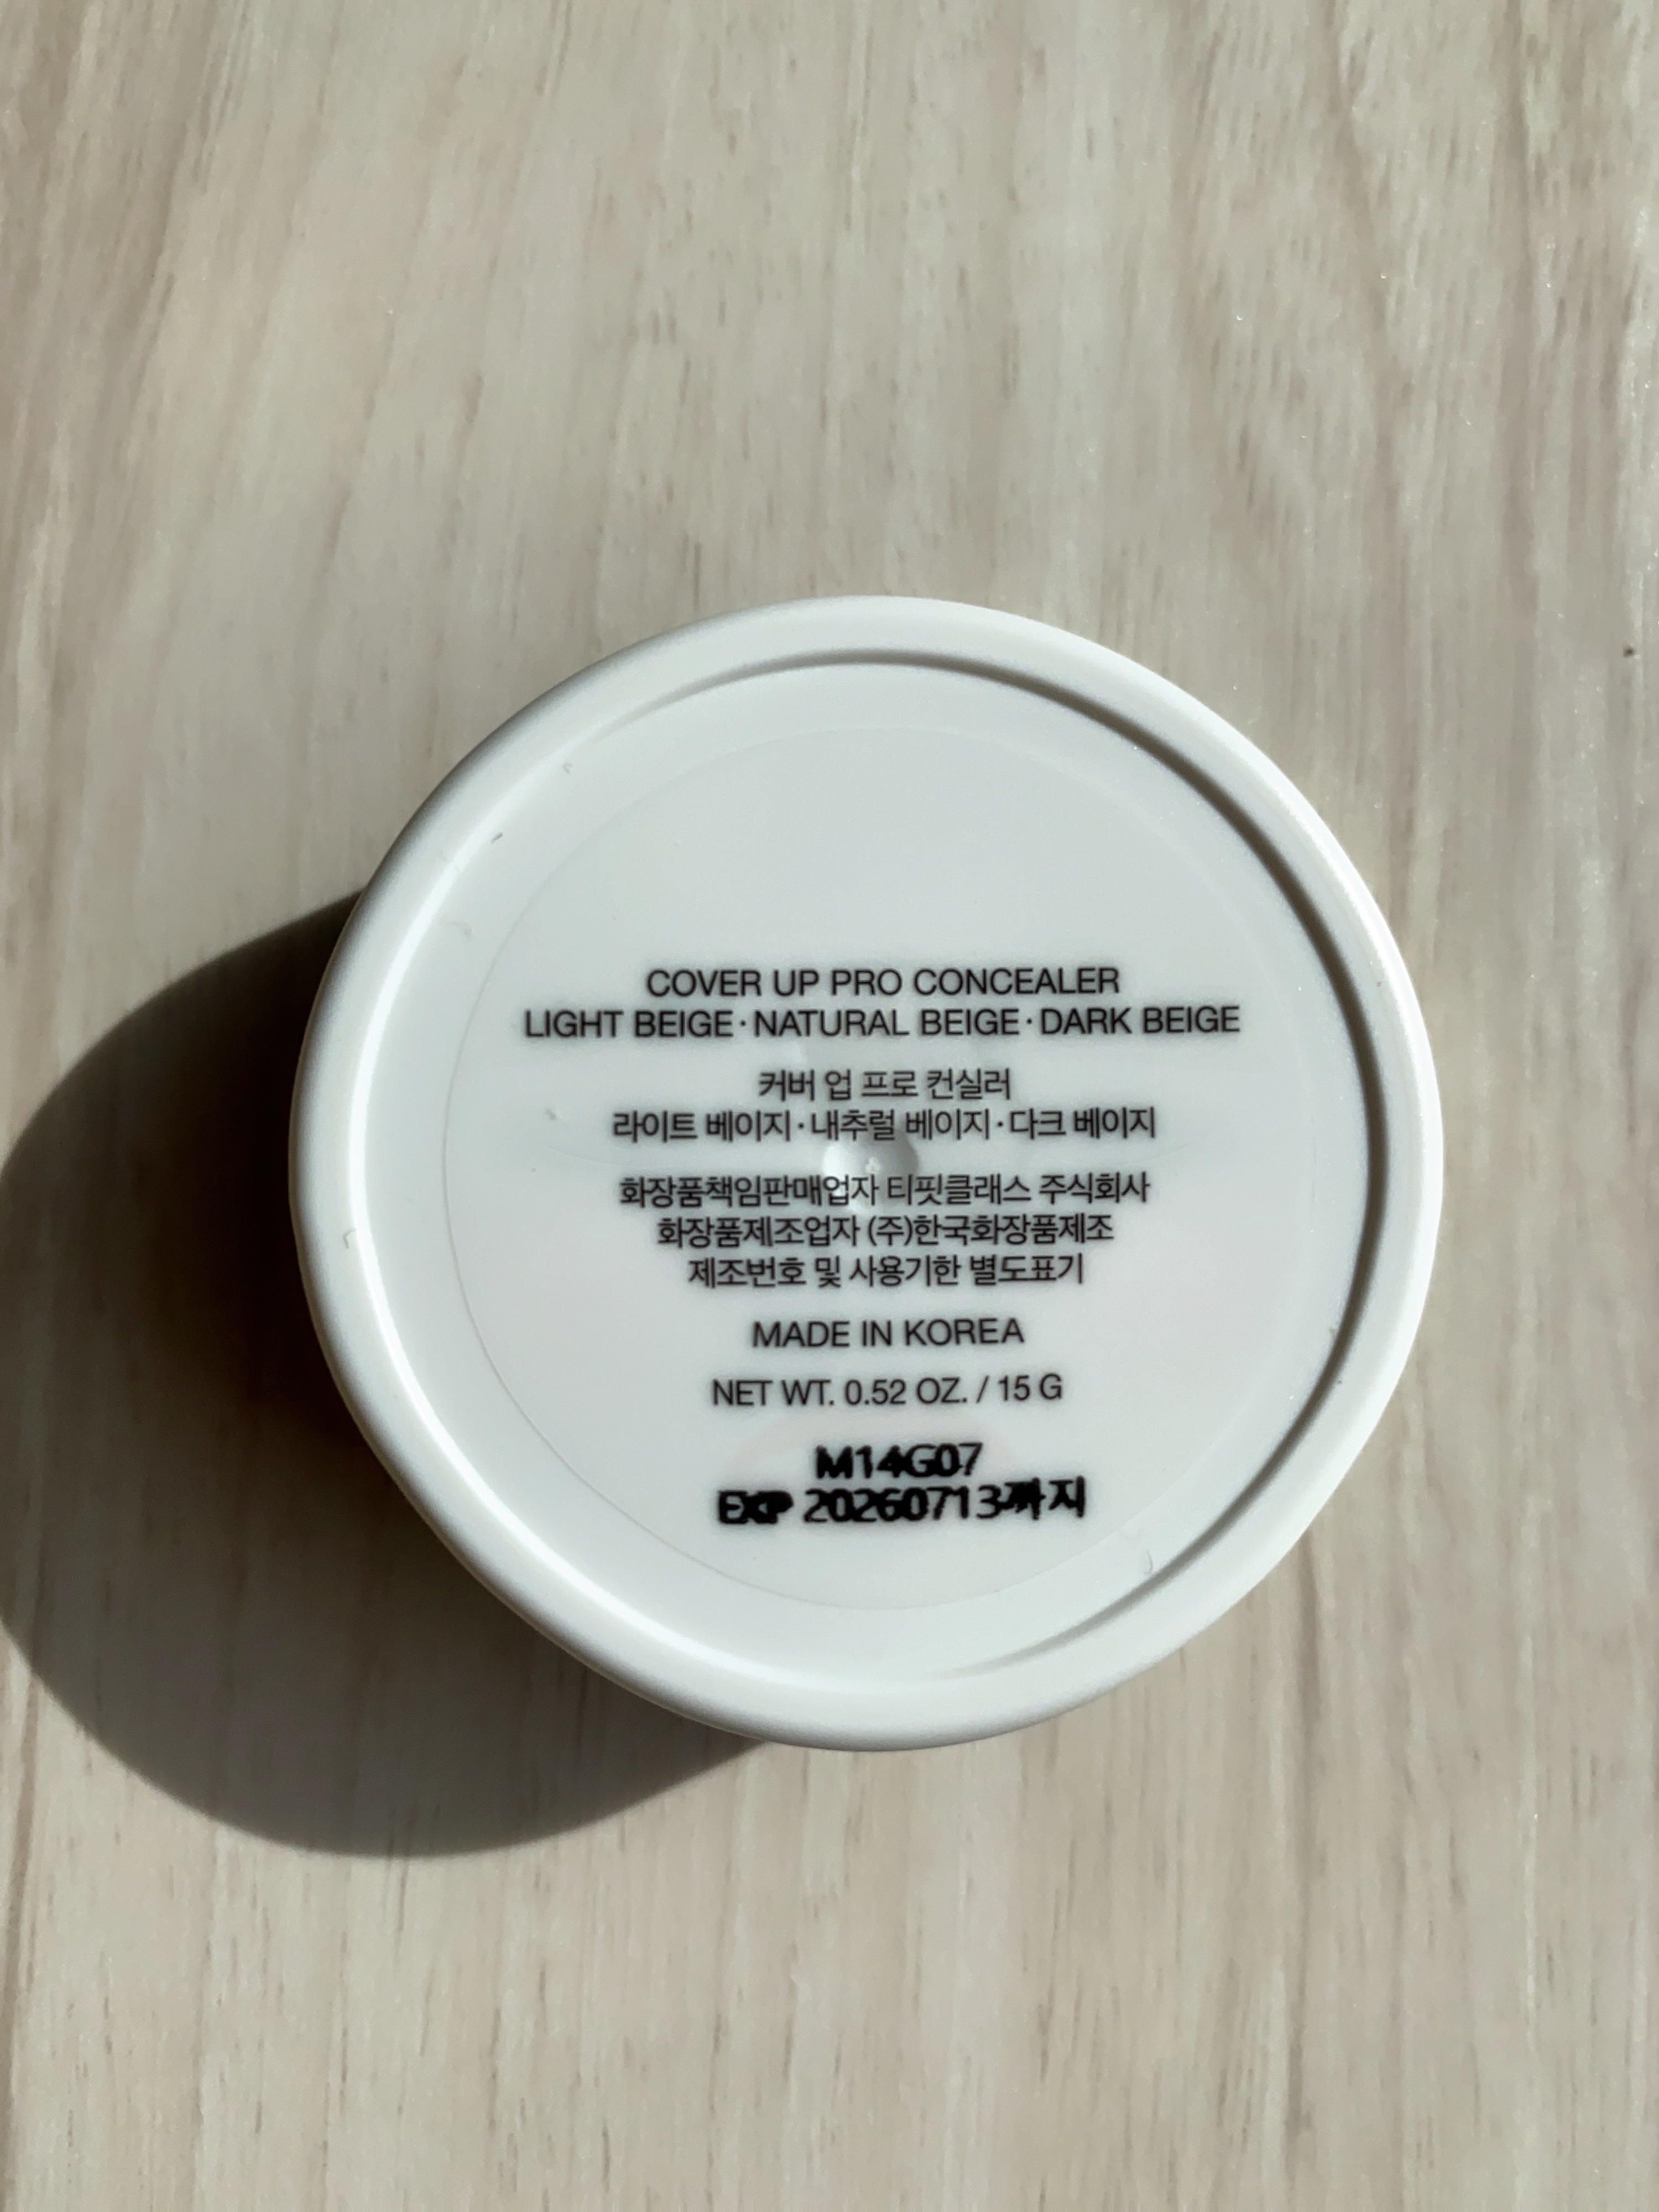 COVER UP PRO CONCEALER
LIGHT BEIGE · NATURAL BEIGE · DARK BEIGE
커버 업 프로 컨실러
라이트 베이지 · 내추럴 베이지 · 다크 베이지
화장품책임판매업자 티핏클래스 주식회사
화장품제조업자 (주)한국화장품제조
제조번호 및 사용기한 별도표기
MADE IN KOREA
NET WT. 0.52 OZ. / 15 G
M14G07
EXP 20260713까지